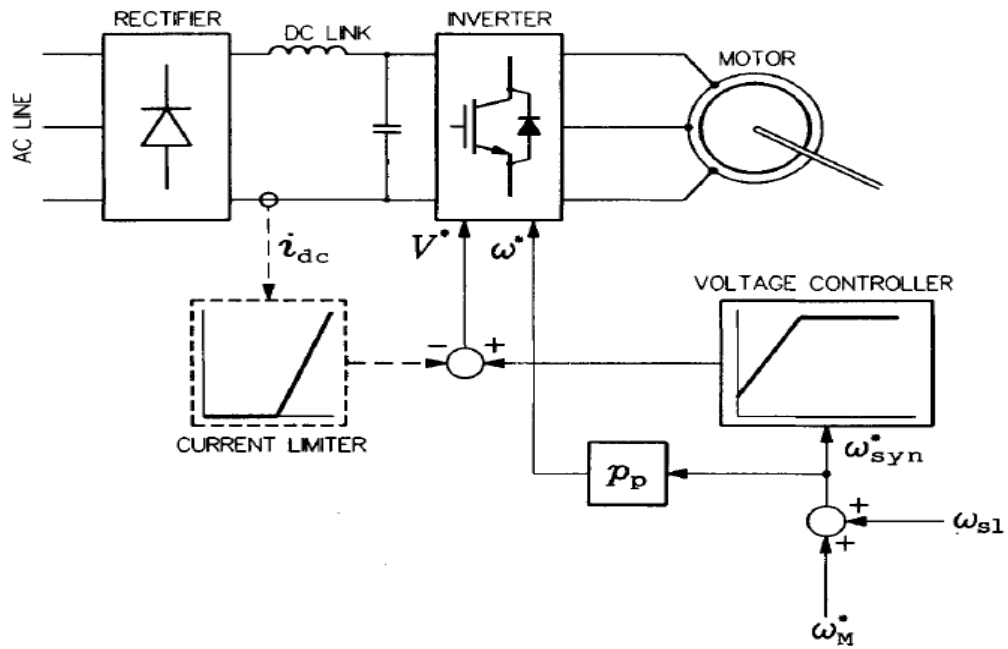 RECTIFIER
DC LINK
INVERTER
MOTOR
AC LINE
i_dc
V*
ω*
VOLTAGE CONTROLLER
− +
CURRENT LIMITER
ω*_syn
p_p
+
ω_sl
+
ω*_M